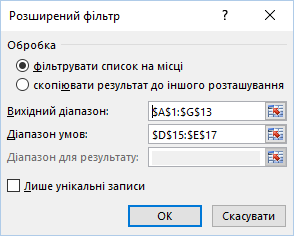 Розширений фільтр
Обробка
фільтрувати список на місці
скопіювати результат до іншого розташування
Вихідний діапазон: $A$1:$G$13
Діапазон умов: $D$15:$E$17
Діапазон для результату:
Лише унікальні записи
ОК Скасувати